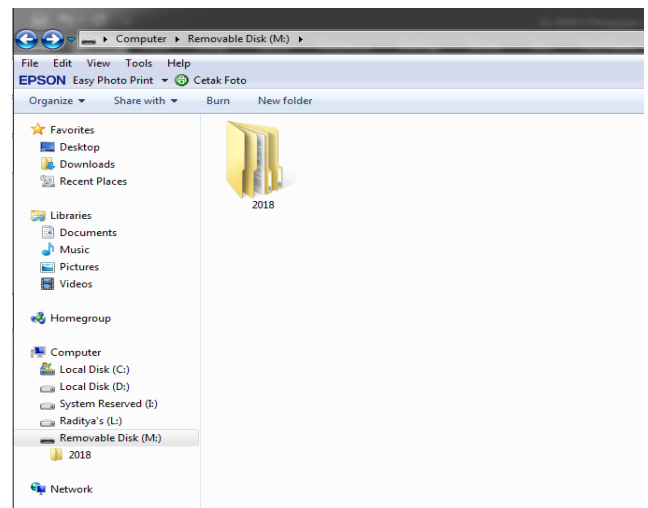 Computer ▸ Removable Disk (M:) ▸
File Edit View Tools Help
EPSON Easy Photo Print Cetak Foto
Organize Share with Burn New folder
Favorites
Desktop
Downloads
Recent Places
Libraries
Documents
Music
Pictures
Videos
Homegroup
Computer
Local Disk (C:)
Local Disk (D:)
System Reserved (I:)
Raditya's (L:)
Removable Disk (M:)
2018
Network
2018